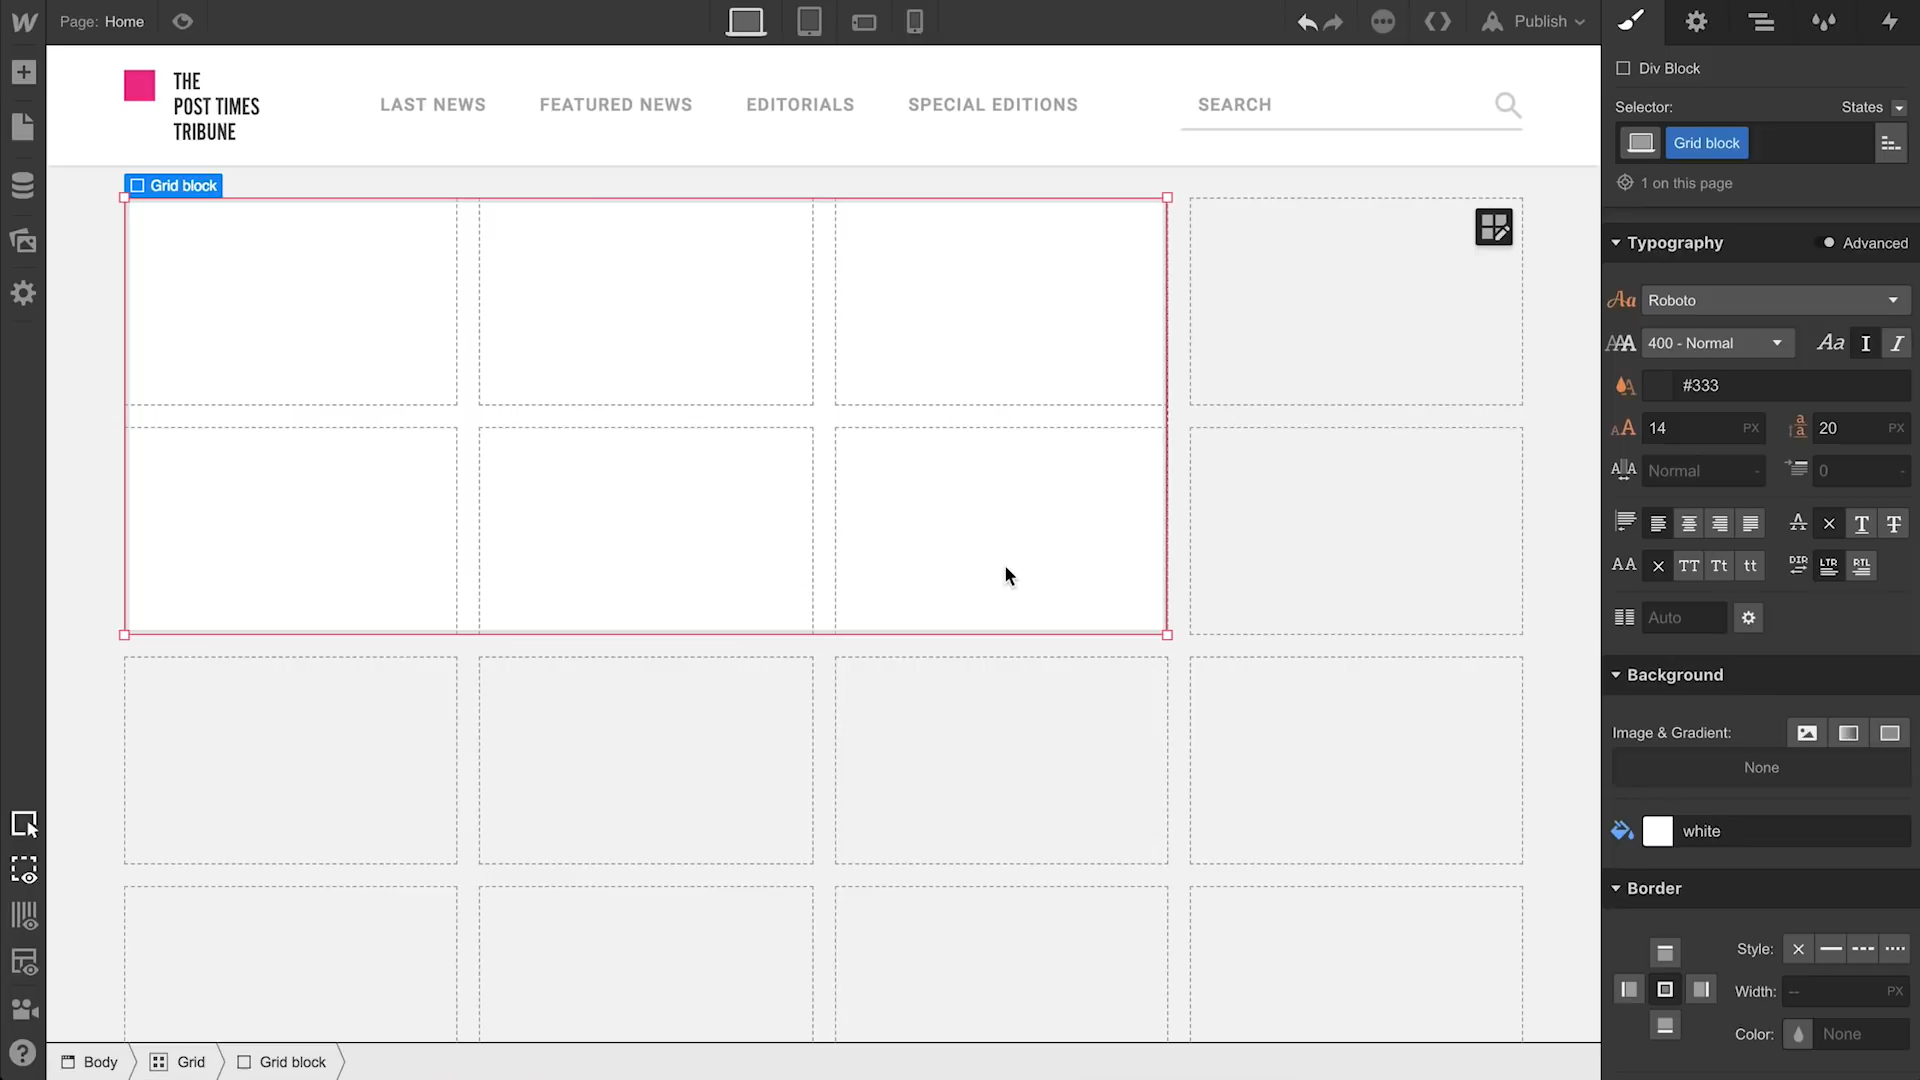 Page: Home
Publish
Div Block
THE
POST TIMES
TRIBUNE
LAST NEWS
FEATURED NEWS
EDITORIALS
SPECIAL EDITIONS
SEARCH
Selector:
States
Grid block
1 on this page
Grid block
Typography
Advanced
Roboto
400 - Normal
#333
14 PX
20 PX
Normal -
0 -
TT
Tt
tt
DIR
LTR
RTL
Auto
Background
Image & Gradient:
None
white
Border
Style:
Width: -- PX
Color: None
Body
Grid
Grid block